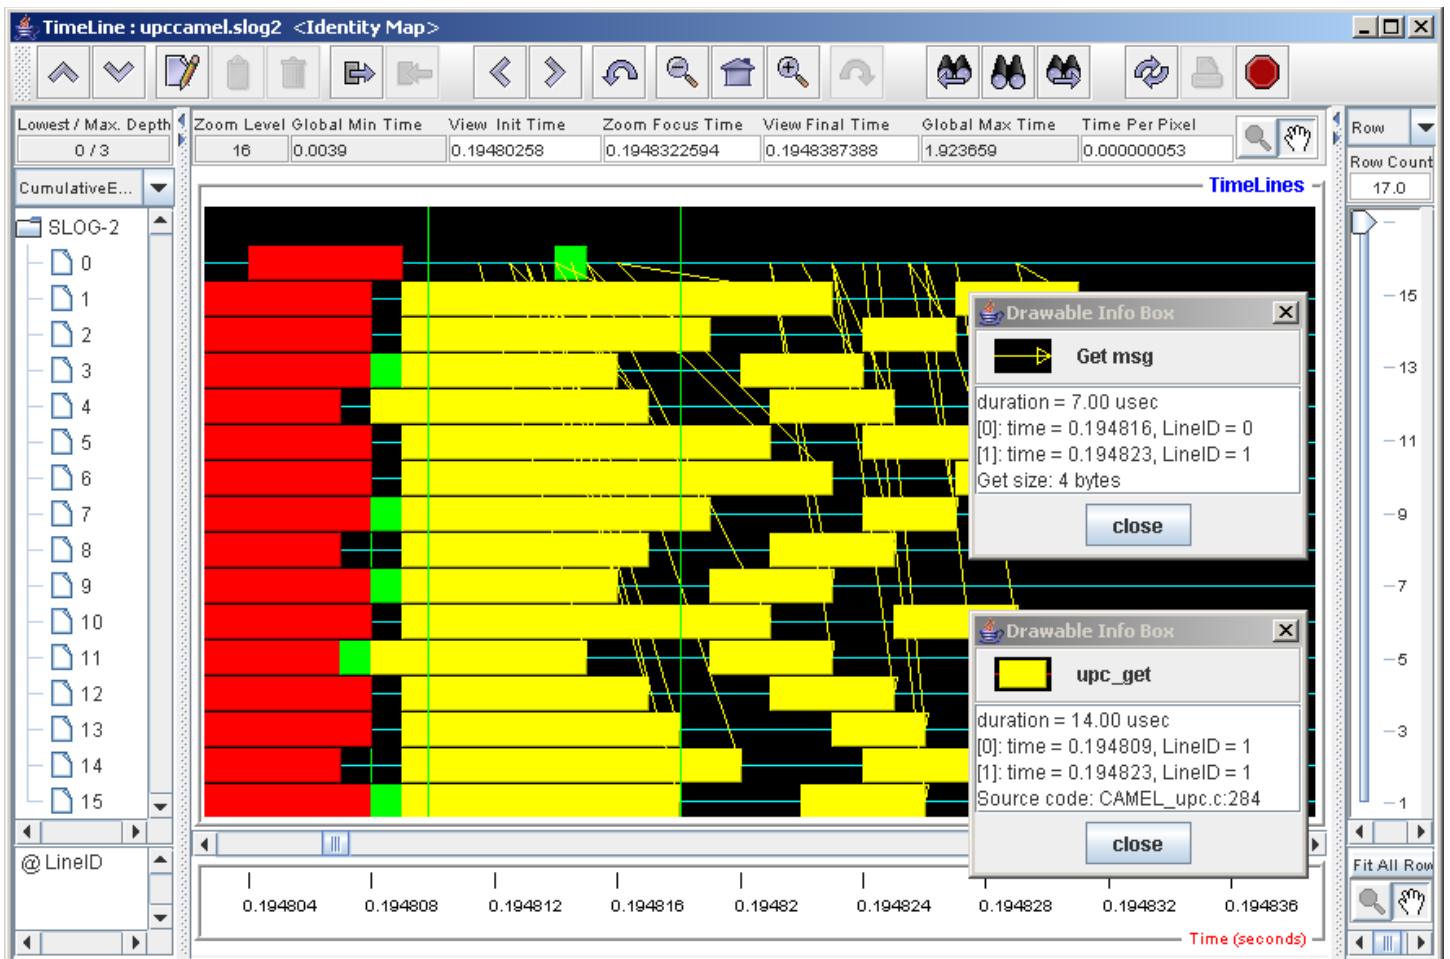 TimeLine : upccamel.slog2 <Identity Map>
Lowest / Max. Depth
0 / 3
Zoom Level Global Min Time View Init Time Zoom Focus Time View Final Time Global Max Time Time Per Pixel
16 0.0039 0.19480258 0.1948322594 0.1948387388 1.923659 0.000000053
Row
Row Count
17.0
CumulativeE...
TimeLines
SLOG-2
0
1
2
3
4
5
6
7
8
9
10
11
12
13
14
15
15
13
11
9
7
5
3
1
Drawable Info Box
Get msg
duration = 7.00 usec
[0]: time = 0.194816, LineID = 0
[1]: time = 0.194823, LineID = 1
Get size: 4 bytes
close
Drawable Info Box
upc_get
duration = 14.00 usec
[0]: time = 0.194809, LineID = 1
[1]: time = 0.194823, LineID = 1
Source code: CAMEL_upc.c:284
close
@ LineID
0.194804 0.194808 0.194812 0.194816 0.19482 0.194824 0.194828 0.194832 0.194836
Time (seconds)
Fit All Row